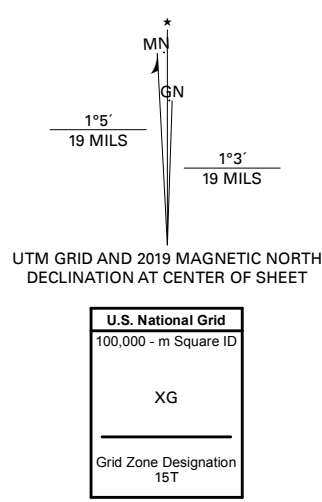 ★
MN
GN
1°5´
19 MILS
1°3´
19 MILS
UTM GRID AND 2019 MAGNETIC NORTH
DECLINATION AT CENTER OF SHEET
U.S. National Grid
100,000 - m Square ID
XG
Grid Zone Designation
15T